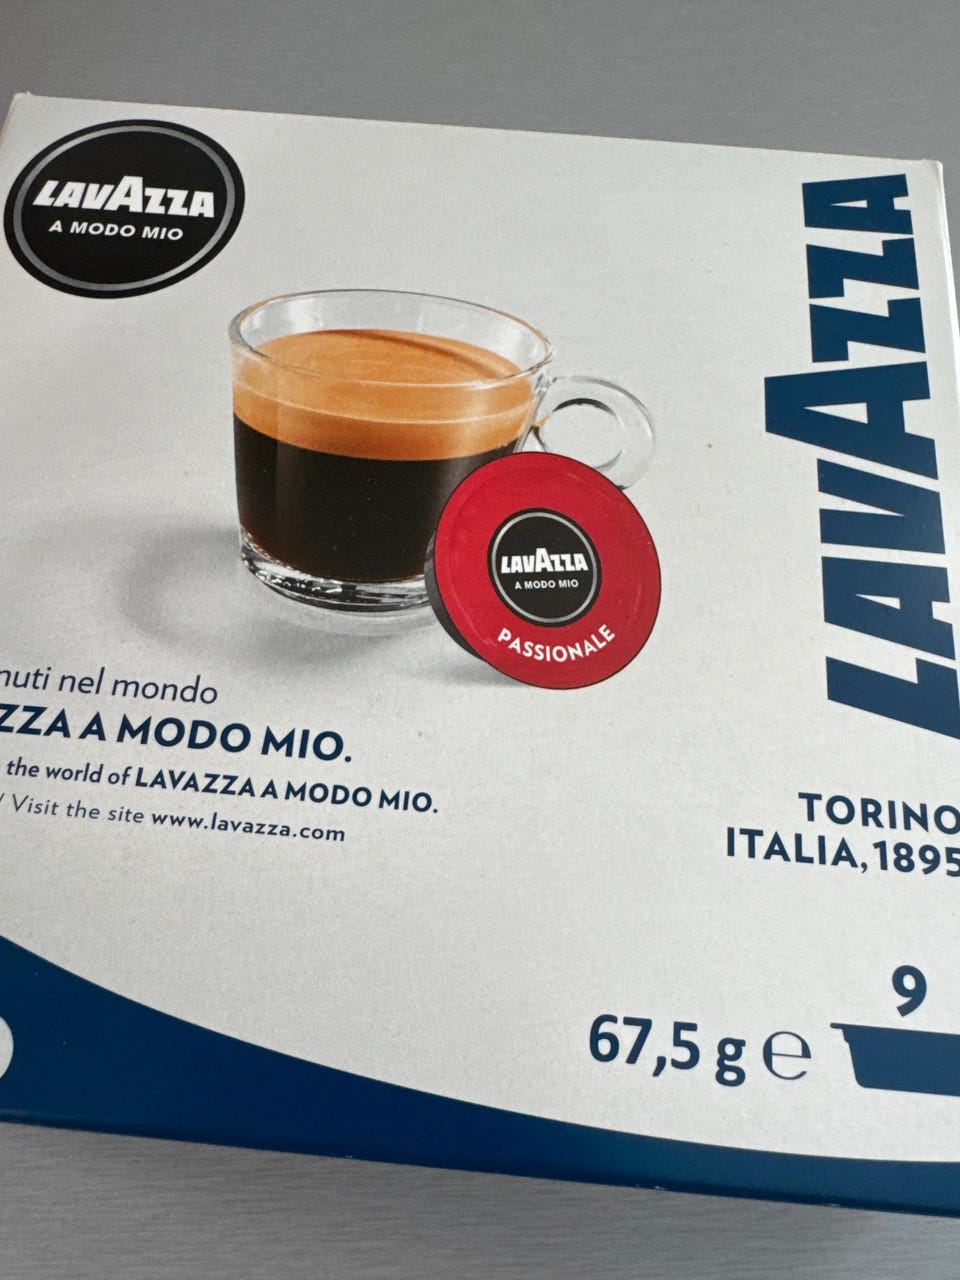 LAVAZZA
A MODO MIO
LAVAZZA
LAVAZZA
A MODO MIO
PASSIONALE
nuti nel mondo
ZZA A MODO MIO.
the world of LAVAZZA A MODO MIO.
/ Visit the site www.lavazza.com
TORINO
ITALIA, 1895
9
67,5 g ℮